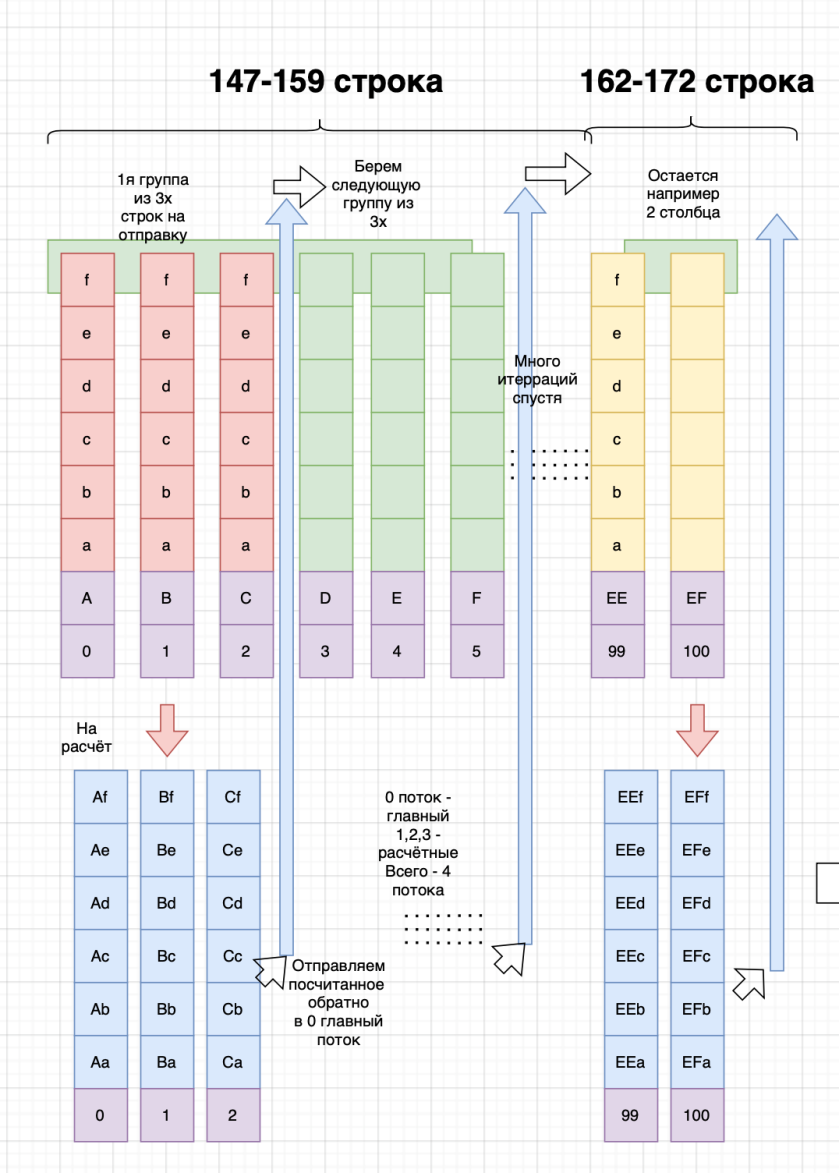 147-159 строка
162-172 строка
1я группа
из 3х
строк на
отправку
Берем
следующую
группу из
3х
Остается
например
2 столбца
f f f f
e e e e
d d d d
Много
итерраций
спустя
c c c c
b b b b
a a a a
A B C D E F EE EF
0 1 2 3 4 5 99 100
На
расчёт
Af Bf Cf EEf EFf
Ae Be Ce EEe EFe
Ad Bd Cd EEd EFd
Ac Bc Cc EEc EFc
Ab Bb Cb EEb EFb
Aa Ba Ca EEa EFa
0 1 2 99 100
0 поток -
главный
1,2,3 -
расчётные
Всего - 4
потока
Отправляем
посчитанное
обратно
в 0 главный
поток